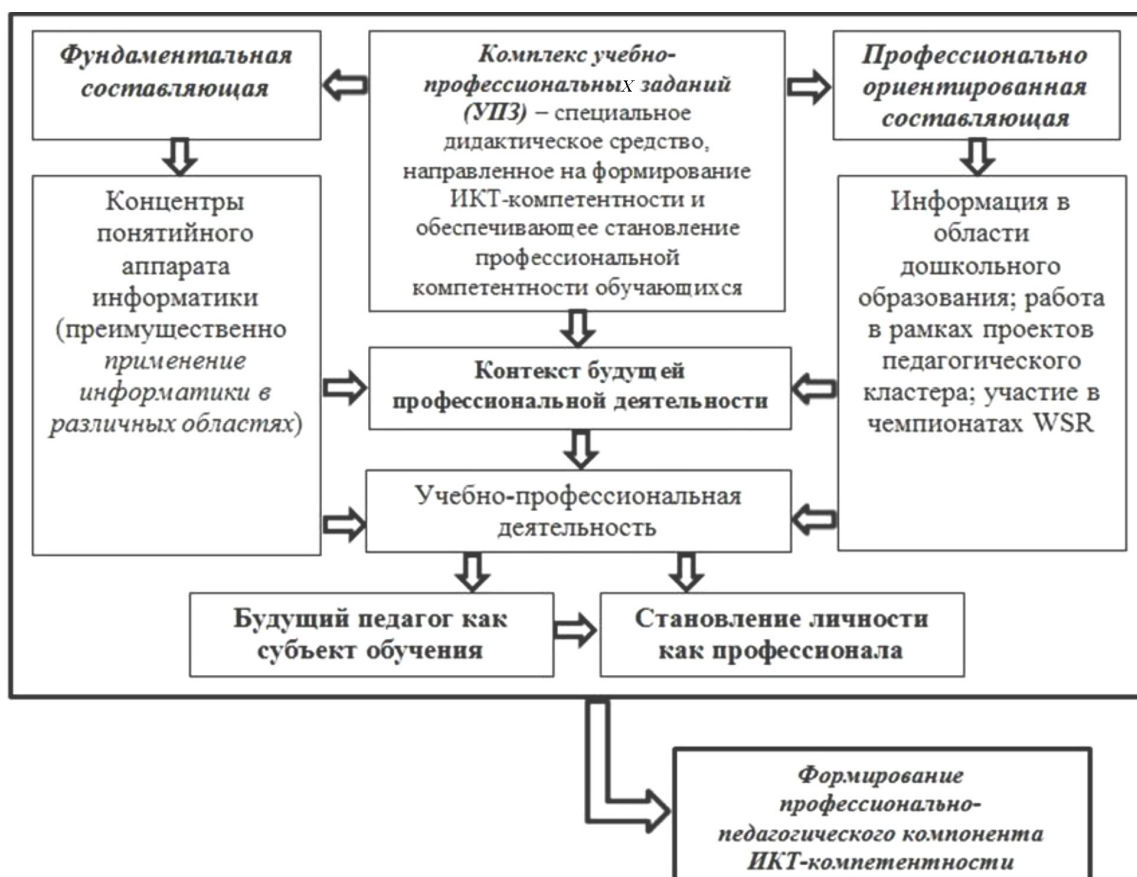 Фундаментальная
составляющая
Комплекс учебно-
профессиональных заданий
(УПЗ) – специальное
дидактическое средство,
направленное на формирование
ИКТ-компетентности и
обеспечивающее становление
профессиональной
компетентности обучающихся
Профессионально
ориентированная
составляющая
Концентры
понятийного
аппарата
информатики
(преимущественно
применение
информатики в
различных областях)
Информация в
области
дошкольного
образования; работа
в рамках проектов
педагогического
кластера; участие в
чемпионатах WSR
Контекст будущей
профессиональной деятельности
Учебно-профессиональная
деятельность
Будущий педагог как
субъект обучения
Становление личности
как профессионала
Формирование
профессионально-
педагогического компонента
ИКТ-компетентности